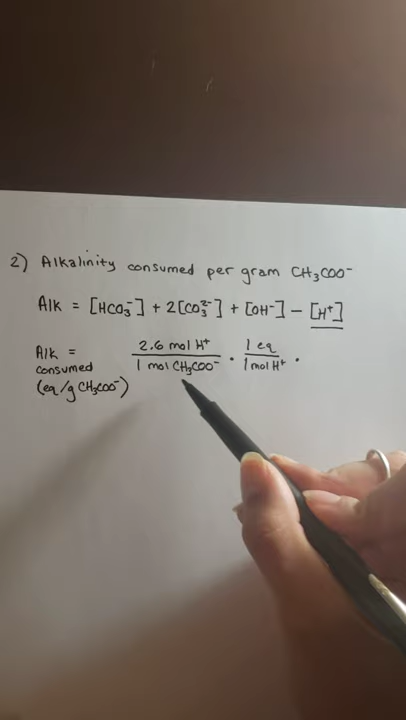 2) Alkalinity consumed per gram CH₃COO⁻
Alk = [HCO₃⁻] + 2[CO₃²⁻] + [OH⁻] − [H⁺]
Alk = consumed (eq/g CH₃COO⁻) 2.6 mol H⁺ / 1 mol CH₃COO⁻ · 1 eq / 1 mol H⁺ ·